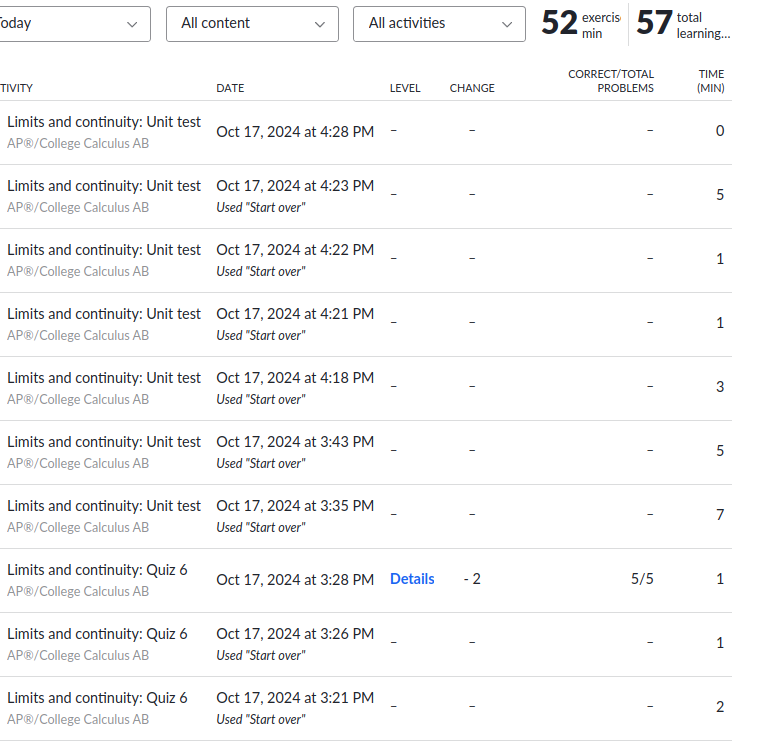 Today
All content
All activities
52 exercis min
57 total learning...
TIVITY DATE LEVEL CHANGE CORRECT/TOTAL PROBLEMS TIME (MIN)
Limits and continuity: Unit test Oct 17, 2024 at 4:28 PM – – – 0
AP®/College Calculus AB
Limits and continuity: Unit test Oct 17, 2024 at 4:23 PM – – – 5
AP®/College Calculus AB Used "Start over"
Limits and continuity: Unit test Oct 17, 2024 at 4:22 PM – – – 1
AP®/College Calculus AB Used "Start over"
Limits and continuity: Unit test Oct 17, 2024 at 4:21 PM – – – 1
AP®/College Calculus AB Used "Start over"
Limits and continuity: Unit test Oct 17, 2024 at 4:18 PM – – – 3
AP®/College Calculus AB Used "Start over"
Limits and continuity: Unit test Oct 17, 2024 at 3:43 PM – – – 5
AP®/College Calculus AB Used "Start over"
Limits and continuity: Unit test Oct 17, 2024 at 3:35 PM – – – 7
AP®/College Calculus AB Used "Start over"
Limits and continuity: Quiz 6 Oct 17, 2024 at 3:28 PM Details - 2 5/5 1
AP®/College Calculus AB
Limits and continuity: Quiz 6 Oct 17, 2024 at 3:26 PM – – – 1
AP®/College Calculus AB Used "Start over"
Limits and continuity: Quiz 6 Oct 17, 2024 at 3:21 PM – – – 2
AP®/College Calculus AB Used "Start over"